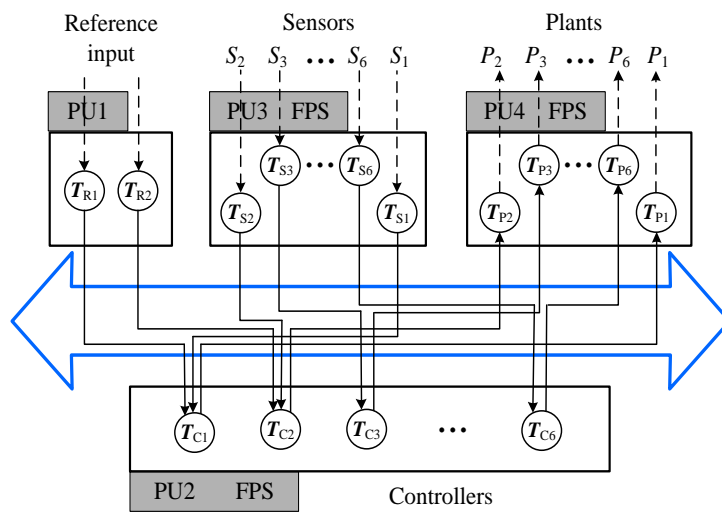 Reference input
Sensors
Plants
S2 S3 ••• S6 S1
P2 P3 ••• P6 P1
PU1
PU3 FPS
PU4 FPS
TR1 TR2
TS2 TS3 ••• TS6 TS1
TP2 TP3 ••• TP6 TP1
TC1 TC2 TC3 ••• TC6
PU2 FPS
Controllers